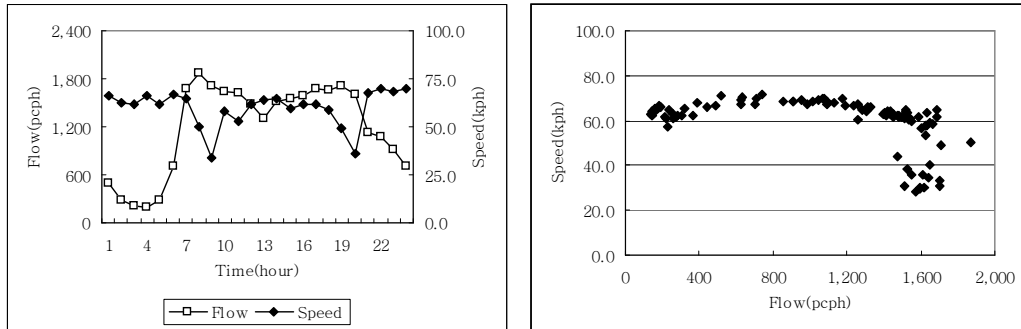 2,400
1,800
1,200
600
0
Flow(pcph)
100.0
75.0
50.0
25.0
0.0
Speed(kph)
1 4 7 10 13 16 19 22
Time(hour)
Flow Speed
100.0
80.0
60.0
40.0
20.0
0.0
Speed(kph)
0 400 800 1,200 1,600 2,000
Flow(pcph)